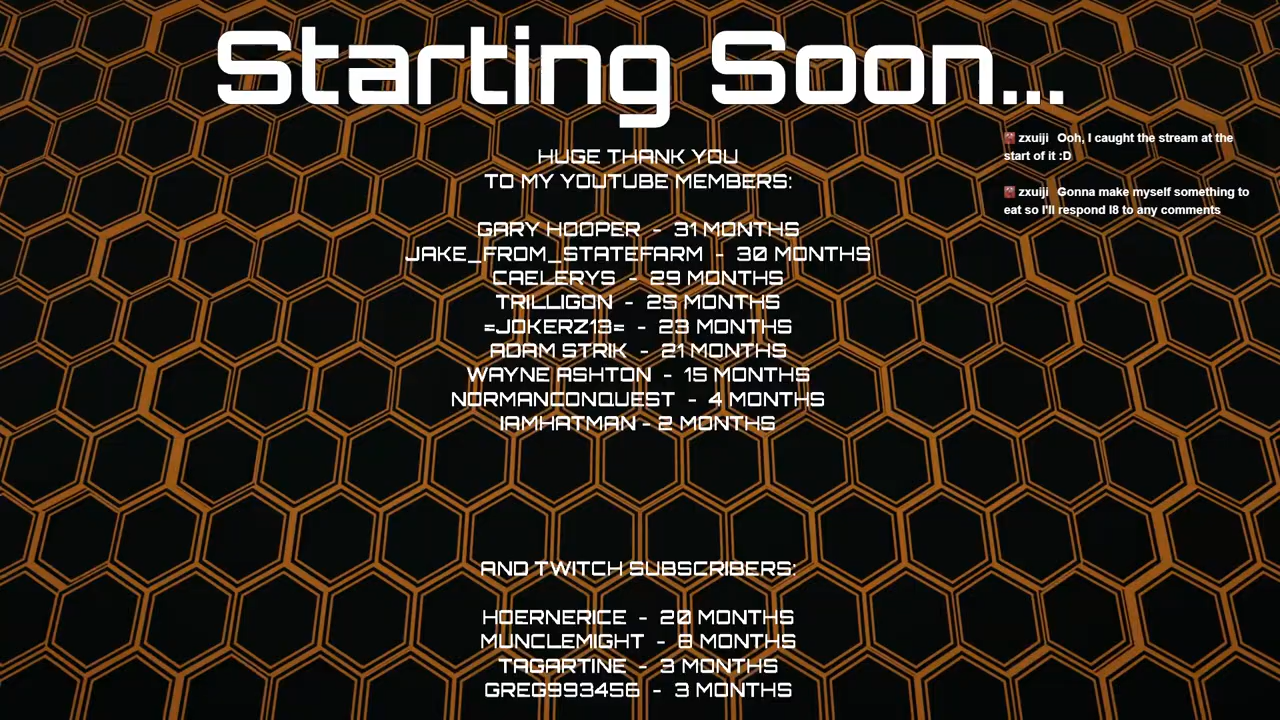 Starting Soon...
HUGE THANK YOU
TO MY YOUTUBE MEMBERS:
GARY HOOPER - 31 MONTHS
JAKE_FROM_STATEFARM - 30 MONTHS
CAELERYS - 29 MONTHS
TRILLIGON - 25 MONTHS
=JOKERZ13= - 23 MONTHS
ADAM STRIK - 21 MONTHS
WAYNE ASHTON - 15 MONTHS
NORMANCONQUEST - 4 MONTHS
IAMHATMAN - 2 MONTHS
AND TWITCH SUBSCRIBERS:
HOERNERICE - 20 MONTHS
MUNCLEMIGHT - 8 MONTHS
TAGARTINE - 3 MONTHS
GREG993456 - 3 MONTHS
zxuiji Ooh, I caught the stream at the
start of it :D
zxuiji Gonna make myself something to
eat so I'll respond l8 to any comments